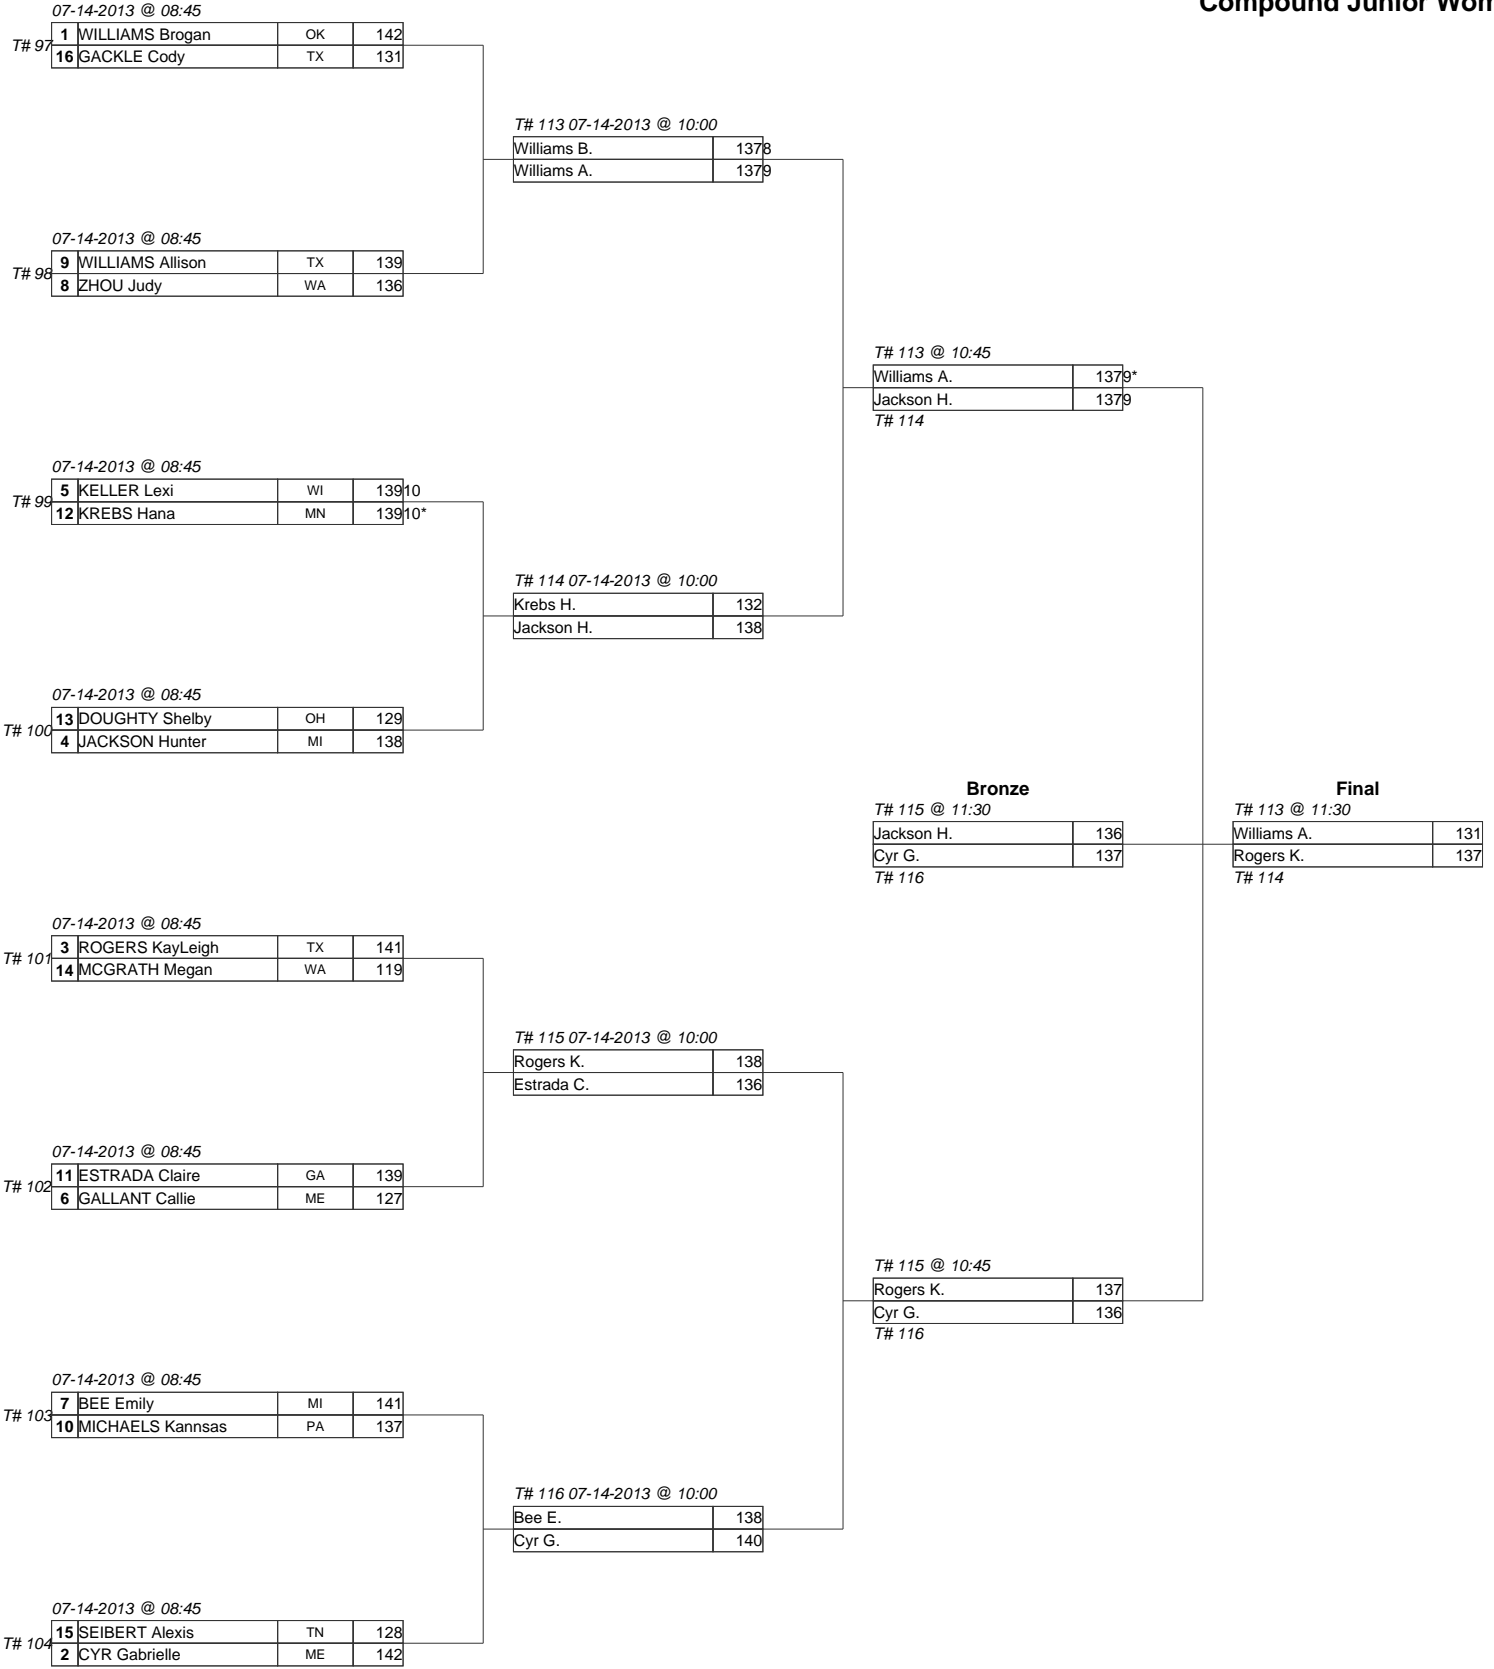 Compound Junior Wom
07-14-2013 @ 08:45
T# 97
1 WILLIAMS Brogan OK 142
16 GACKLE Cody TX 131
T# 113 07-14-2013 @ 10:00
Williams B. 137 8
Williams A. 137 9
07-14-2013 @ 08:45
T# 98
9 WILLIAMS Allison TX 139
8 ZHOU Judy WA 136
T# 113 @ 10:45
Williams A. 137 9*
Jackson H. 137 9
T# 114
07-14-2013 @ 08:45
T# 99
5 KELLER Lexi WI 139 10
12 KREBS Hana MN 139 10*
T# 114 07-14-2013 @ 10:00
Krebs H. 132
Jackson H. 138
07-14-2013 @ 08:45
T# 100
13 DOUGHTY Shelby OH 129
4 JACKSON Hunter MI 138
Bronze
T# 115 @ 11:30
Jackson H. 136
Cyr G. 137
T# 116
Final
T# 113 @ 11:30
Williams A. 131
Rogers K. 137
T# 114
07-14-2013 @ 08:45
T# 101
3 ROGERS KayLeigh TX 141
14 MCGRATH Megan WA 119
T# 115 07-14-2013 @ 10:00
Rogers K. 138
Estrada C. 136
07-14-2013 @ 08:45
T# 102
11 ESTRADA Claire GA 139
6 GALLANT Callie ME 127
T# 115 @ 10:45
Rogers K. 137
Cyr G. 136
T# 116
07-14-2013 @ 08:45
T# 103
7 BEE Emily MI 141
10 MICHAELS Kannsas PA 137
T# 116 07-14-2013 @ 10:00
Bee E. 138
Cyr G. 140
07-14-2013 @ 08:45
T# 104
15 SEIBERT Alexis TN 128
2 CYR Gabrielle ME 142